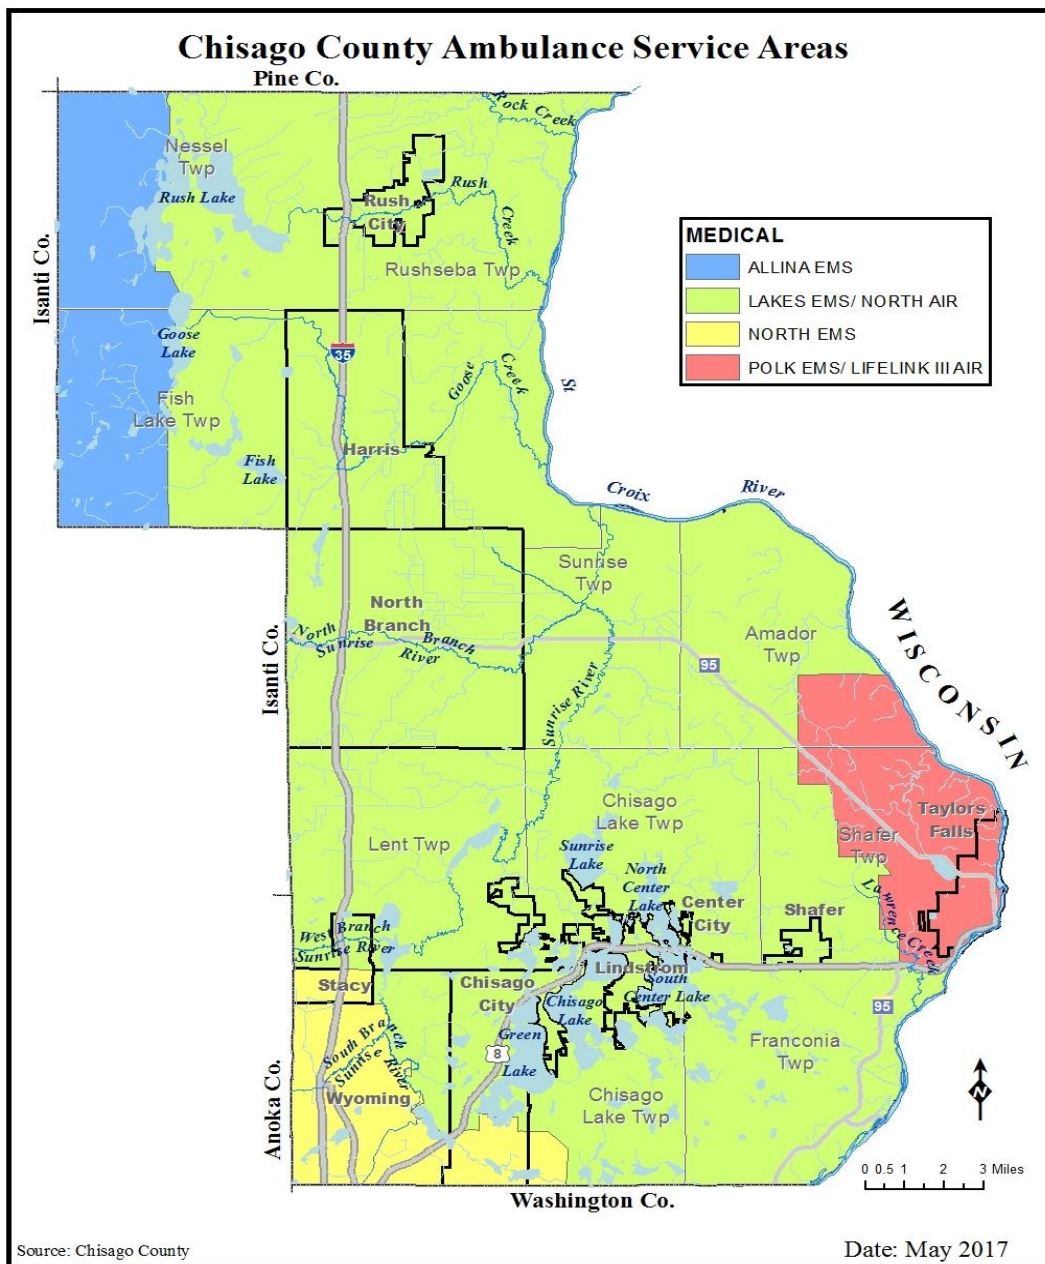 Chisago County Ambulance Service Areas
Pine Co.
Rock Creek
Nessel
Twp
Rush Lake
Rush
City
Rush
Creek
Rushseba Twp
Isanti Co.
MEDICAL
ALLINA EMS
LAKES EMS/ NORTH AIR
NORTH EMS
POLK EMS/ LIFELINK III AIR
Goose
Lake
35
Goose
Creek
St
Croix
River
Fish
Lake Twp
Harris
Fish
Lake
Sunrise
Twp
North
Branch
North
Branch
Sunrise
River
Isanti Co.
Amador
Twp
95
WISCONSIN
Sunrise River
Chisago
Lake Twp
Taylors
Falls
Shafer
Twp
Lent Twp
Sunrise
Lake
North
Center
Lake
Center
City
Shafer
Lawrence Creek
West Branch
Sunrise River
Stacy
Chisago
City
Lindstrom
Chisago
Lake
South
Center Lake
95
Green
Lake
8
Franconia
Twp
South Branch
Sunrise River
Wyoming
Anoka Co.
Chisago
Lake Twp
N
0 0.5 1 2 3 Miles
Washington Co.
Source: Chisago County
Date: May 2017